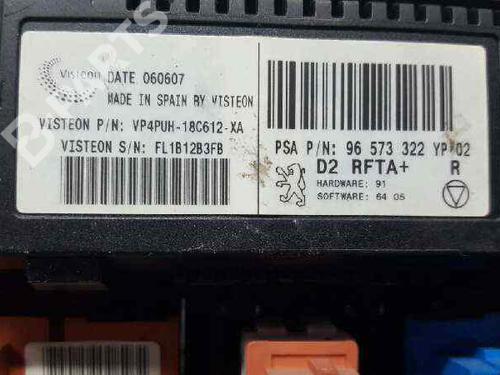 Visteon DATE 060607
MADE IN SPAIN BY VISTEON
VISTEON P/N: VP4PUH-18C612-XA
VISTEON S/N: FL1B12B3FB
PSA P/N: 96 573 322 YP 02
D2 RFTA+ R
HARDWARE: 91
SOFTWARE: 64 05
B-PARTS